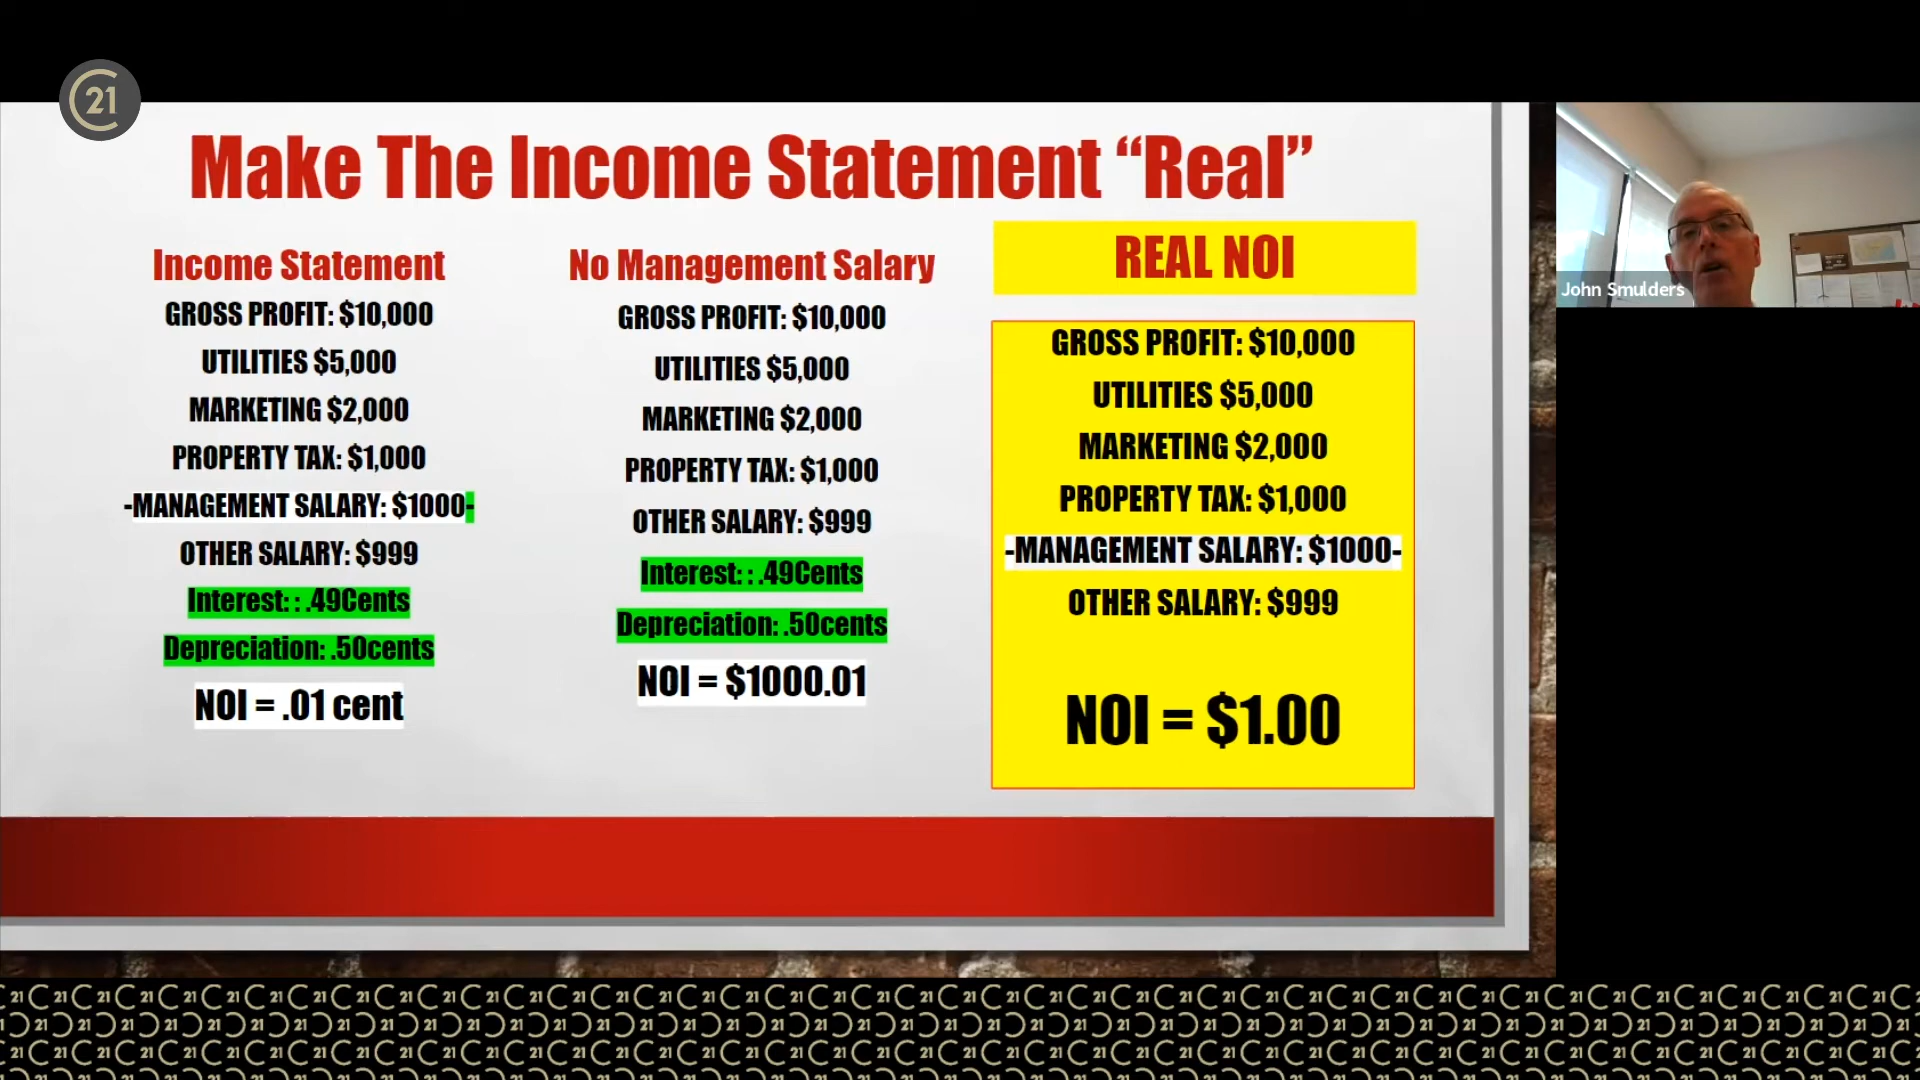 21
Make The Income Statement “Real”
Income Statement
GROSS PROFIT: $10,000
UTILITIES $5,000
MARKETING $2,000
PROPERTY TAX: $1,000
-MANAGEMENT SALARY: $1000-
OTHER SALARY: $999
Interest: : .49Cents
Depreciation: .50cents
NOI = .01 cent
No Management Salary
GROSS PROFIT: $10,000
UTILITIES $5,000
MARKETING $2,000
PROPERTY TAX: $1,000
OTHER SALARY: $999
Interest: : .49Cents
Depreciation: .50cents
NOI = $1000.01
REAL NOI
GROSS PROFIT: $10,000
UTILITIES $5,000
MARKETING $2,000
PROPERTY TAX: $1,000
-MANAGEMENT SALARY: $1000-
OTHER SALARY: $999
NOI = $1.00
John Smulders